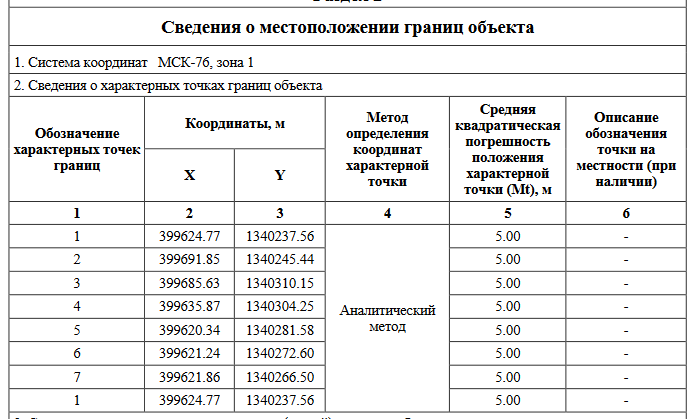 Сведения о местоположении границ объекта
1. Система координат МСК-76, зона 1
2. Сведения о характерных точках границ объекта
Обозначение характерных точек границ
Координаты, м
Метод определения координат характерной точки
Средняя квадратическая погрешность положения характерной точки (Mt), м
Описание обозначения точки на местности (при наличии)
X Y
1 2 3 4 5 6
1 399624.77 1340237.56 5.00 -
2 399691.85 1340245.44 5.00 -
3 399685.63 1340310.15 5.00 -
4 399635.87 1340304.25 Аналитический метод 5.00 -
5 399620.34 1340281.58 5.00 -
6 399621.24 1340272.60 5.00 -
7 399621.86 1340266.50 5.00 -
1 399624.77 1340237.56 5.00 -